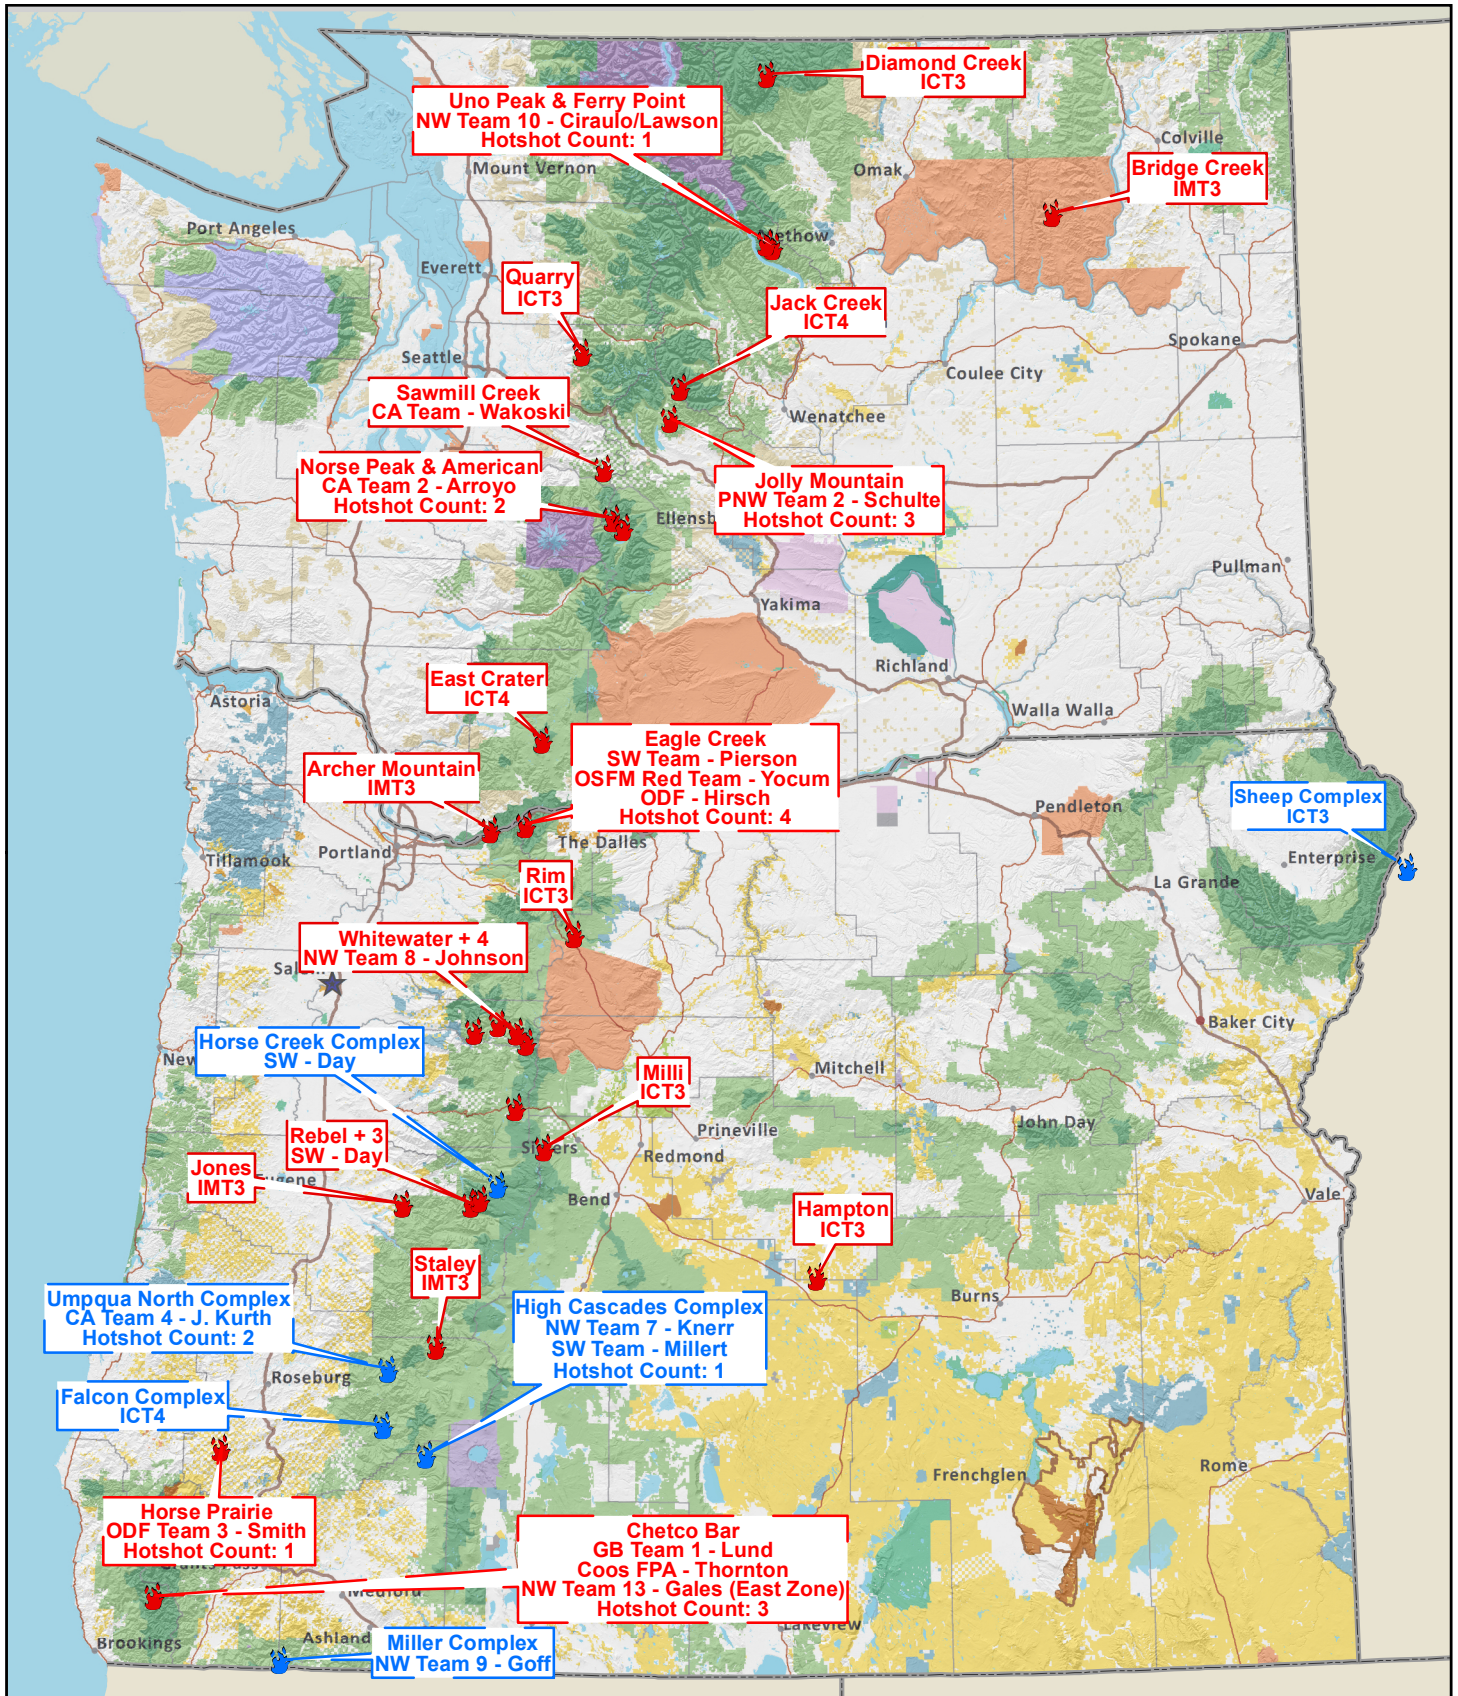 Diamond Creek
ICT3
Uno Peak & Ferry Point
NW Team 10 - Ciraulo/Lawson
Hotshot Count: 1
Colville
Mount Vernon
Omak
Bridge Creek
IMT3
Port Angeles
ethow
Everett
Quarry
ICT3
Jack Creek
ICT4
Spokane
Seattle
Coulee City
Sawmill Creek
CA Team - Wakoski
Wenatchee
Norse Peak & American
CA Team 2 - Arroyo
Hotshot Count: 2
Jolly Mountain
PNW Team 2 - Schulte
Hotshot Count: 3
Ellensb
Pullman
Yakima
Richland
East Crater
ICT4
Astoria
Walla Walla
Eagle Creek
SW Team - Pierson
OSFM Red Team - Yocum
ODF - Hirsch
Hotshot Count: 4
Archer Mountain
IMT3
Sheep Complex
ICT3
Pendleton
The Dalles
Portland
Tillamook
Enterprise
La Grande
Rim
ICT3
Whitewater + 4
NW Team 8 - Johnson
Sal
Baker City
Horse Creek Complex
SW - Day
New
Mitchell
Milli
ICT3
John Day
Prineville
Rebel + 3
SW - Day
Sisters
Redmond
Jones
IMT3
Eugene
Bend
Vale
Hampton
ICT3
Staley
IMT3
Burns
Umpqua North Complex
CA Team 4 - J. Kurth
Hotshot Count: 2
High Cascades Complex
NW Team 7 - Knerr
SW Team - Millert
Hotshot Count: 1
Roseburg
Falcon Complex
ICT4
Frenchglen
Rome
Horse Prairie
ODF Team 3 - Smith
Hotshot Count: 1
Grants Pass
Chetco Bar
GB Team 1 - Lund
Coos FPA - Thornton
NW Team 13 - Gales (East Zone)
Hotshot Count: 3
Medford
Lakeview
Brookings
Ashland
Miller Complex
NW Team 9 - Goff